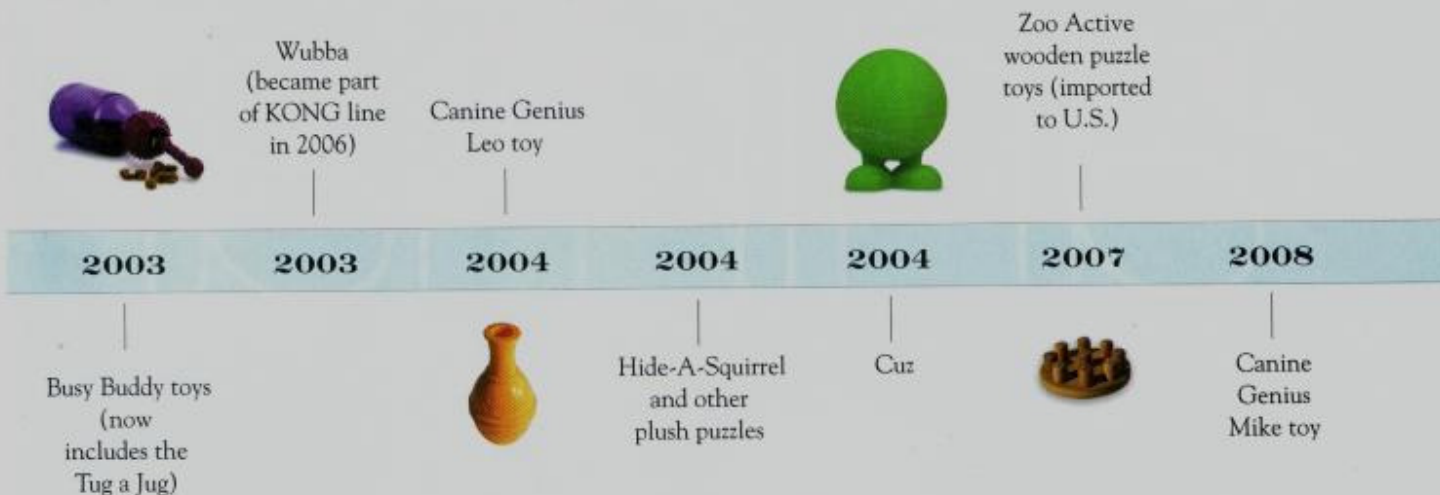 Wubba
(became part
of KONG line
in 2006)
Canine Genius
Leo toy
Zoo Active
wooden puzzle
toys (imported
to U.S.)
2003 2003 2004 2004 2004 2007 2008
Busy Buddy toys
(now
includes the
Tug a Jug)
Hide-A-Squirrel
and other
plush puzzles
Cuz
Canine
Genius
Mike toy